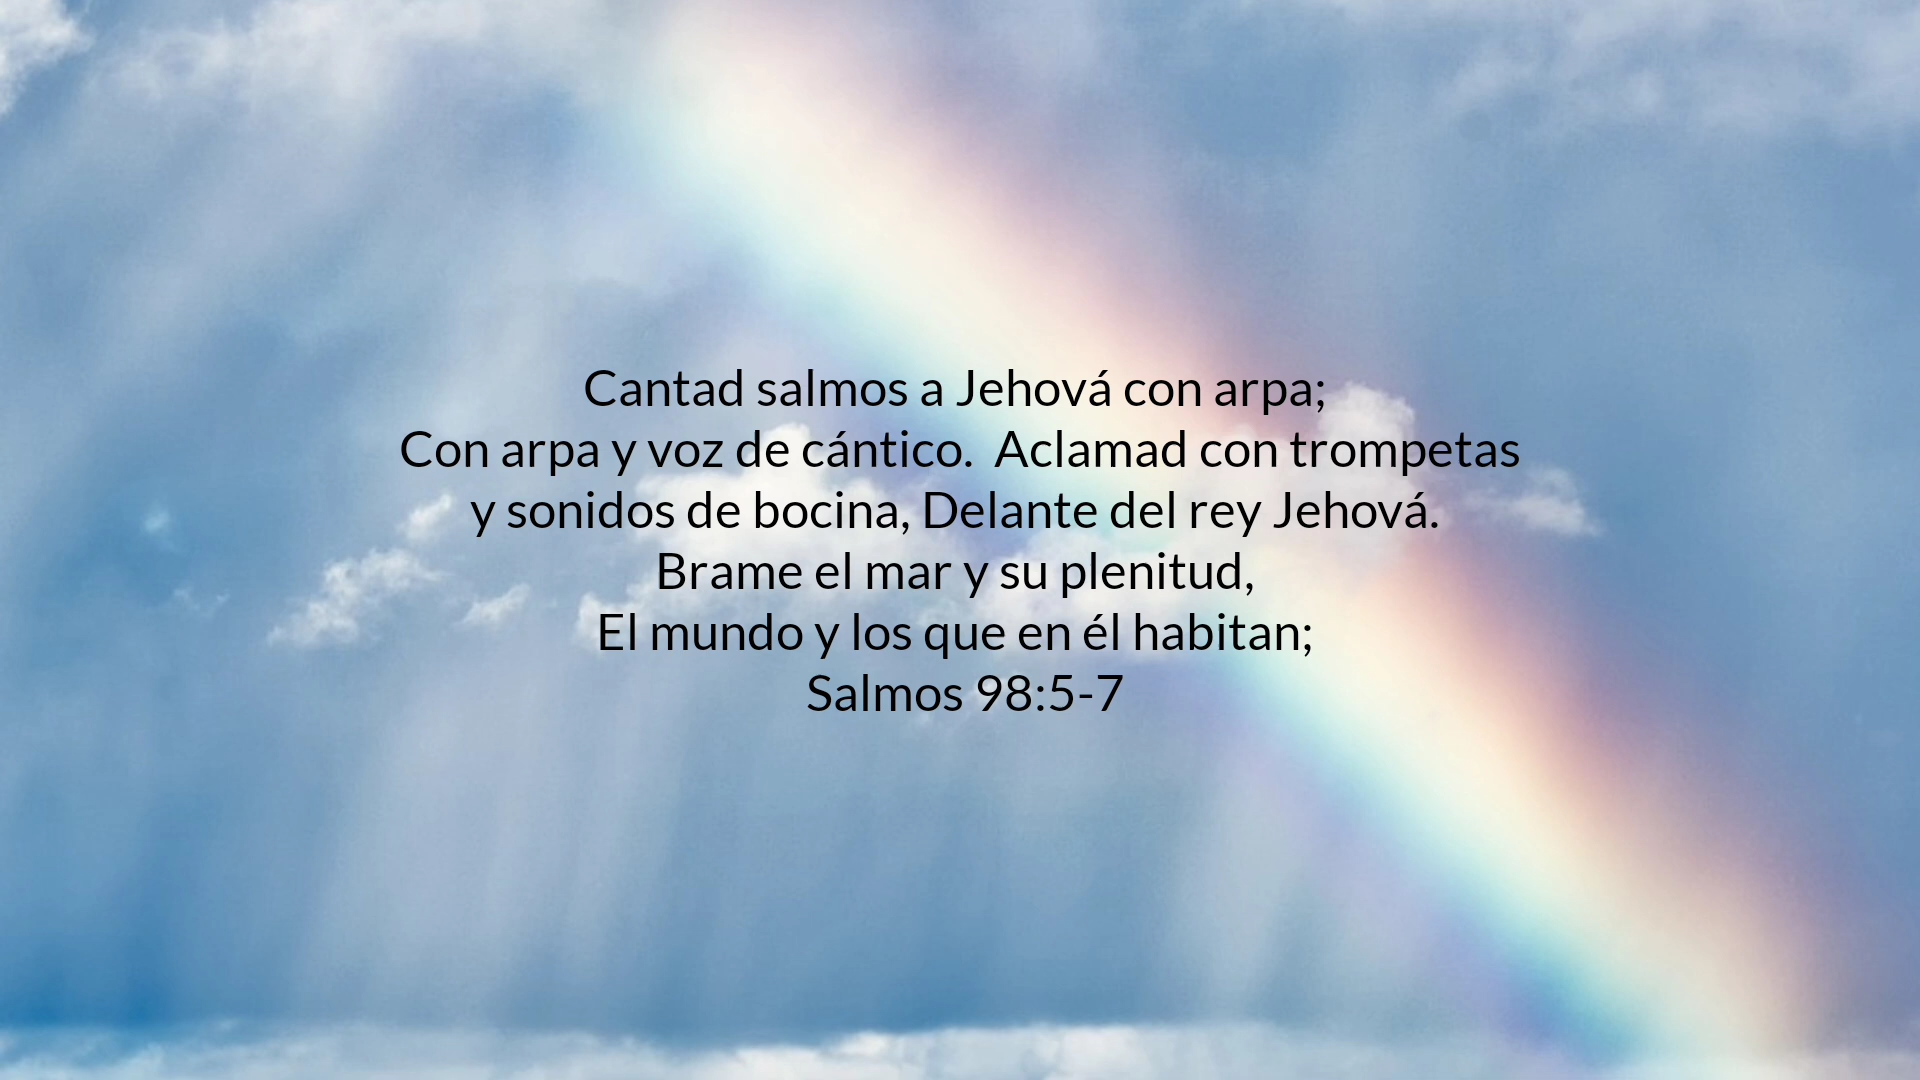 Cantad salmos a Jehová con arpa;
Con arpa y voz de cántico.  Aclamad con trompetas
y sonidos de bocina, Delante del rey Jehová.
Brame el mar y su plenitud,
El mundo y los que en él habitan;
Salmos 98:5-7